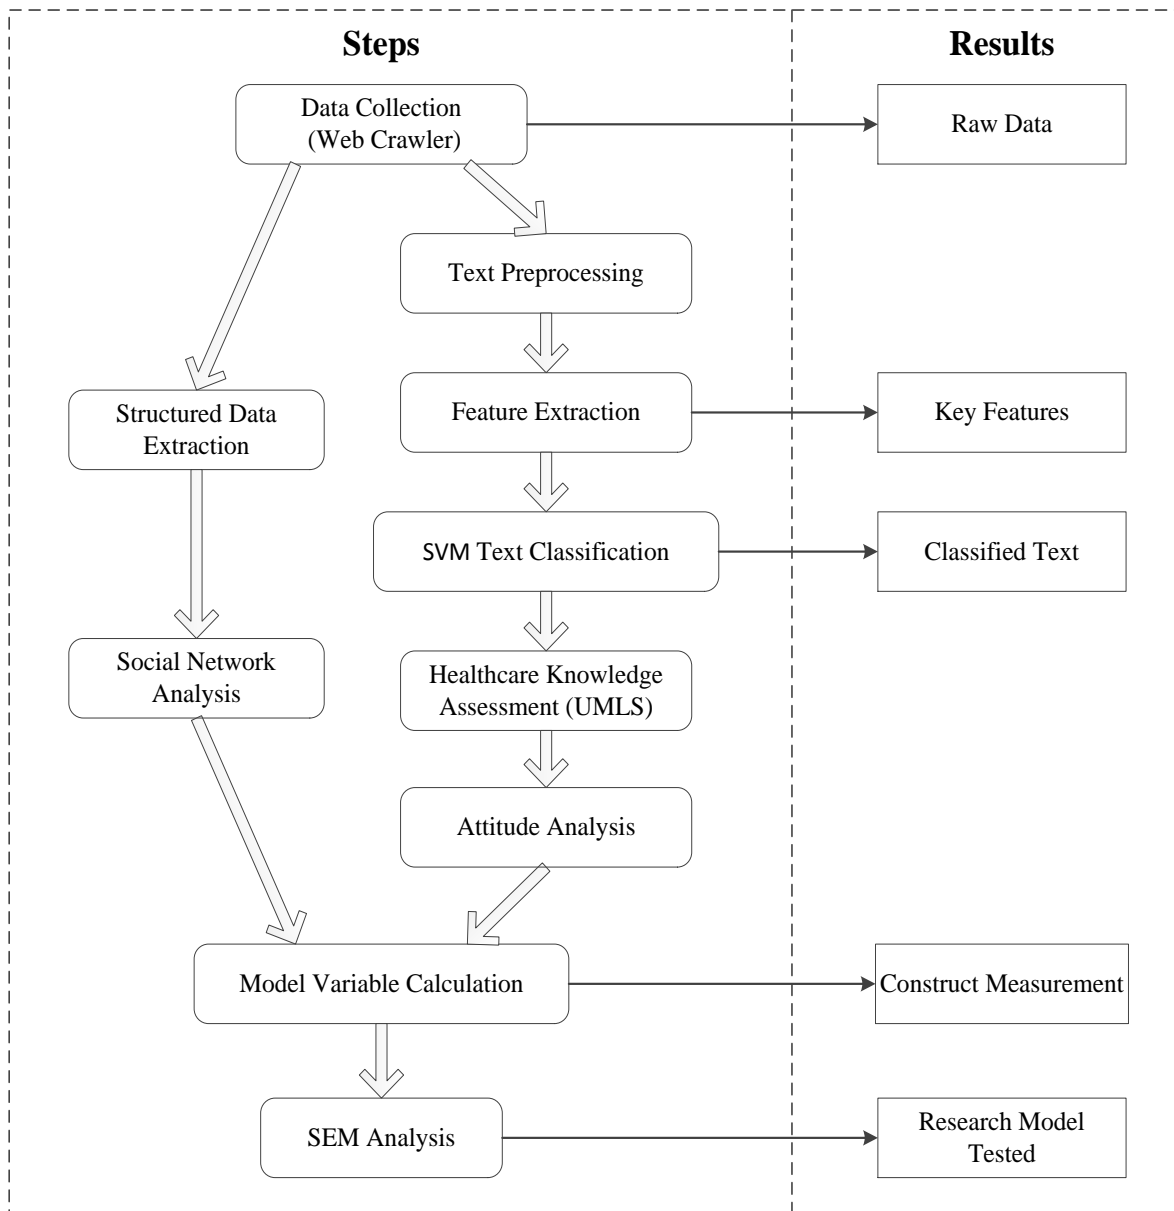 Steps
Results
Data Collection
(Web Crawler)
Raw Data
Text Preprocessing
Structured Data
Extraction
Feature Extraction
Key Features
SVM Text Classification
Classified Text
Social Network
Analysis
Healthcare Knowledge
Assessment (UMLS)
Attitude Analysis
Model Variable Calculation
Construct Measurement
SEM Analysis
Research Model
Tested